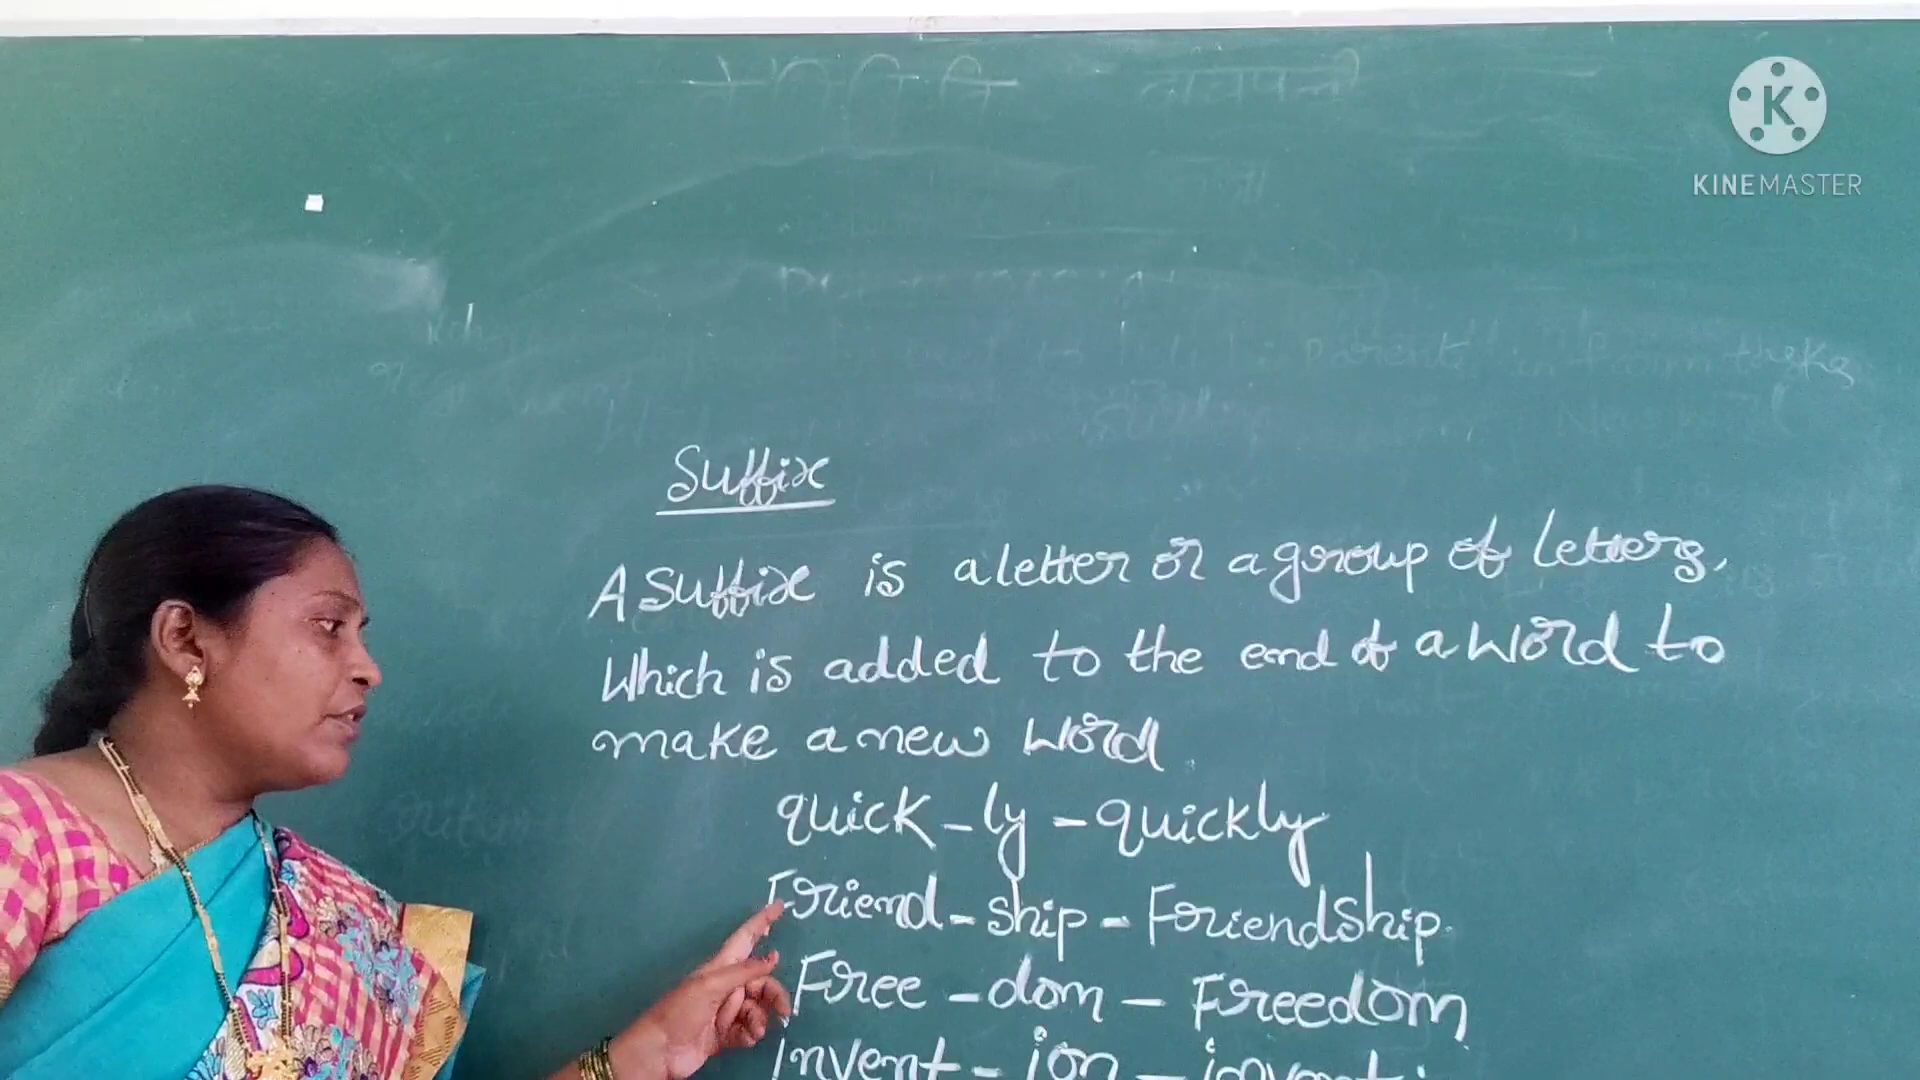 KINEMASTER
Suffix
A Suffix is a letter or a group of letters,
Which is added to the end of a word to
make a new word.
quick - ly - quickly
Friend - ship - Friendship.
Free - dom - Freedom
invent - ion -